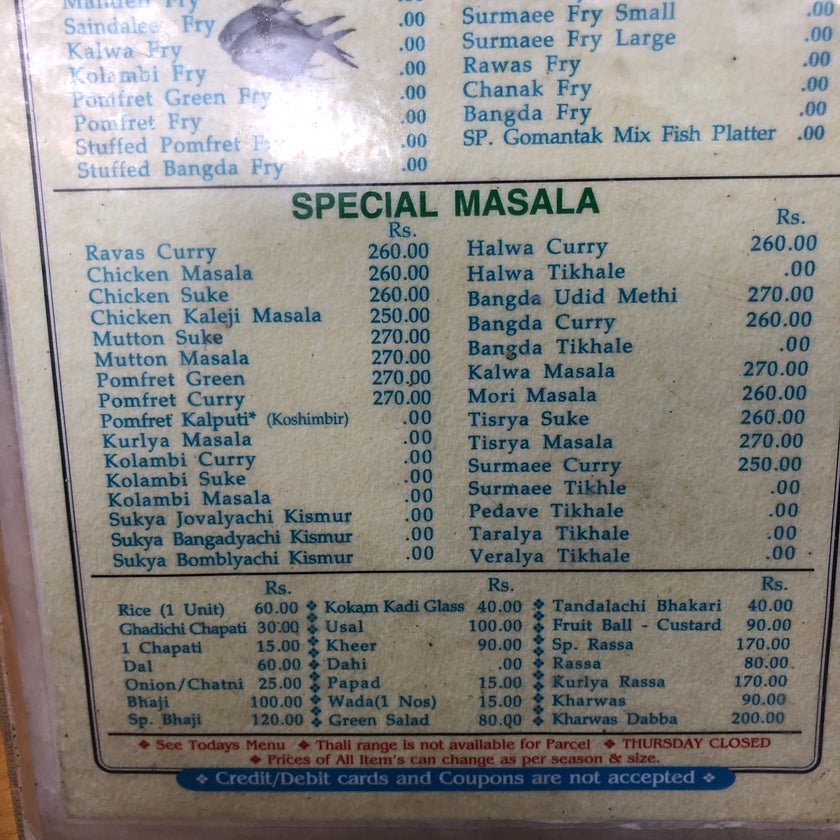 Fry .00
Saindalee Fry .00
Kalwa Fry .00
Kolambi Fry .00
Pomfret Green Fry .00
Pomfret Fry .00
Stuffed Pomfret Fry .00
Stuffed Bangda Fry .00
Surmaee Fry Small .00
Surmaee Fry Large .00
Rawas Fry .00
Chanak Fry .00
Bangda Fry .00
SP. Gomantak Mix Fish Platter .00
SPECIAL MASALA
Rs.
Ravas Curry 260.00
Chicken Masala 260.00
Chicken Suke 260.00
Chicken Kaleji Masala 250.00
Mutton Suke 270.00
Mutton Masala 270.00
Pomfret Green 270.00
Pomfret Curry 270.00
Pomfret Kalputi* (Koshimbir) .00
Kurlya Masala .00
Kolambi Curry .00
Kolambi Suke .00
Kolambi Masala .00
Sukya Jovalyachi Kismur .00
Sukya Bangadyachi Kismur .00
Sukya Bomblyachi Kismur .00
Rs.
Halwa Curry 260.00
Halwa Tikhale .00
Bangda Udid Methi 270.00
Bangda Curry 260.00
Bangda Tikhale .00
Kalwa Masala 270.00
Mori Masala 260.00
Tisrya Suke 260.00
Tisrya Masala 270.00
Surmaee Curry 250.00
Surmaee Tikhle .00
Pedave Tikhale .00
Taralya Tikhale .00
Veralya Tikhale .00
Rs.
Rice (1 Unit) 60.00
Ghadichi Chapati 30.00
1 Chapati 15.00
Dal 60.00
Onion/Chatni 25.00
Bhaji 100.00
Sp. Bhaji 120.00
Rs.
Kokam Kadi Glass 40.00
Usal 100.00
Kheer 90.00
Dahi .00
Papad 15.00
Wada(1 Nos) 15.00
Green Salad 80.00
Rs.
Tandalachi Bhakari 40.00
Fruit Ball - Custard 90.00
Sp. Rassa 170.00
Rassa 80.00
Kurlya Rassa 170.00
Kharwas 90.00
Kharwas Dabba 200.00
❖ See Todays Menu ❖ Thali range is not available for Parcel ❖ THURSDAY CLOSED
❖ Prices of All Item's can change as per season & size.
❖ Credit/Debit cards and Coupons are not accepted ❖